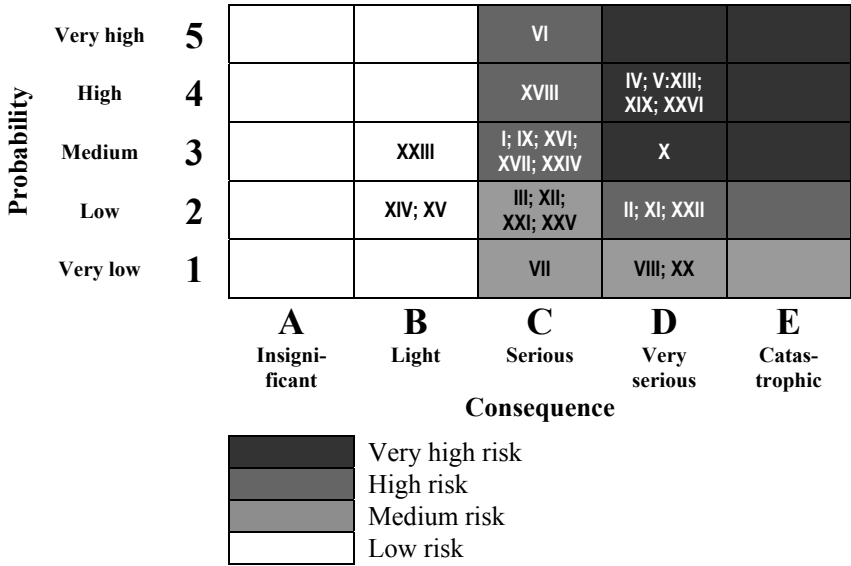 Probability
Very high 5 VI
High 4 XVIII IV; V:XIII;
XIX; XXVI
Medium 3 XXIII I; IX; XVI;
XVII; XXIV X
Low 2 XIV; XV III; XII;
XXI; XXV II; XI; XXII
Very low 1 VII VIII; XX
A B C D E
Insigni-
ficant Light Serious Very
serious Catas-
trophic
Consequence
Very high risk
High risk
Medium risk
Low risk